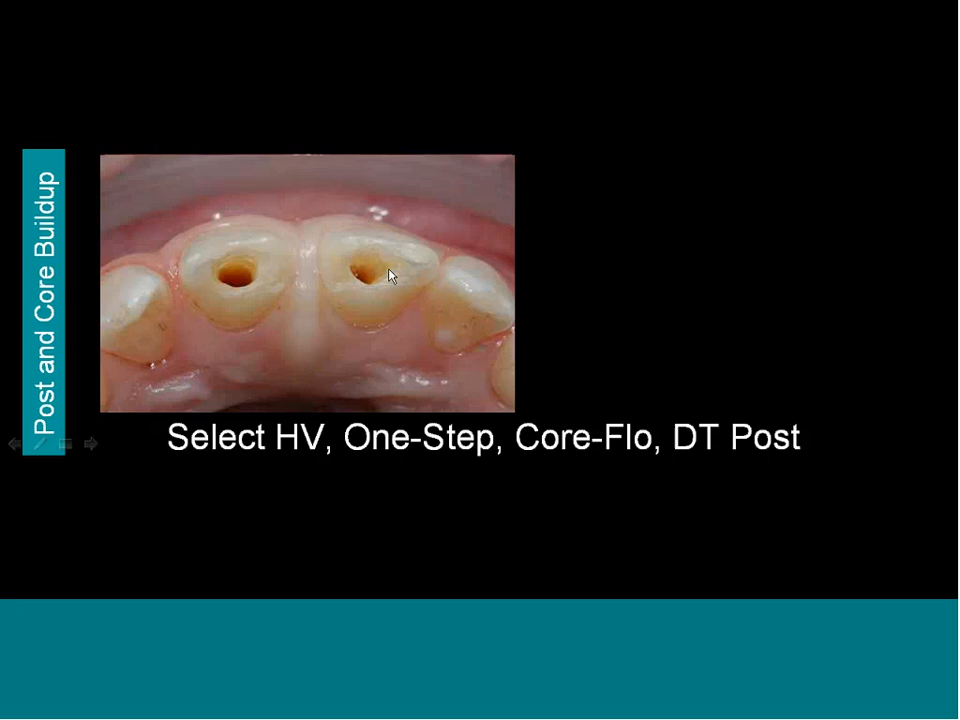 Post and Core Buildup
Select HV, One-Step, Core-Flo, DT Post